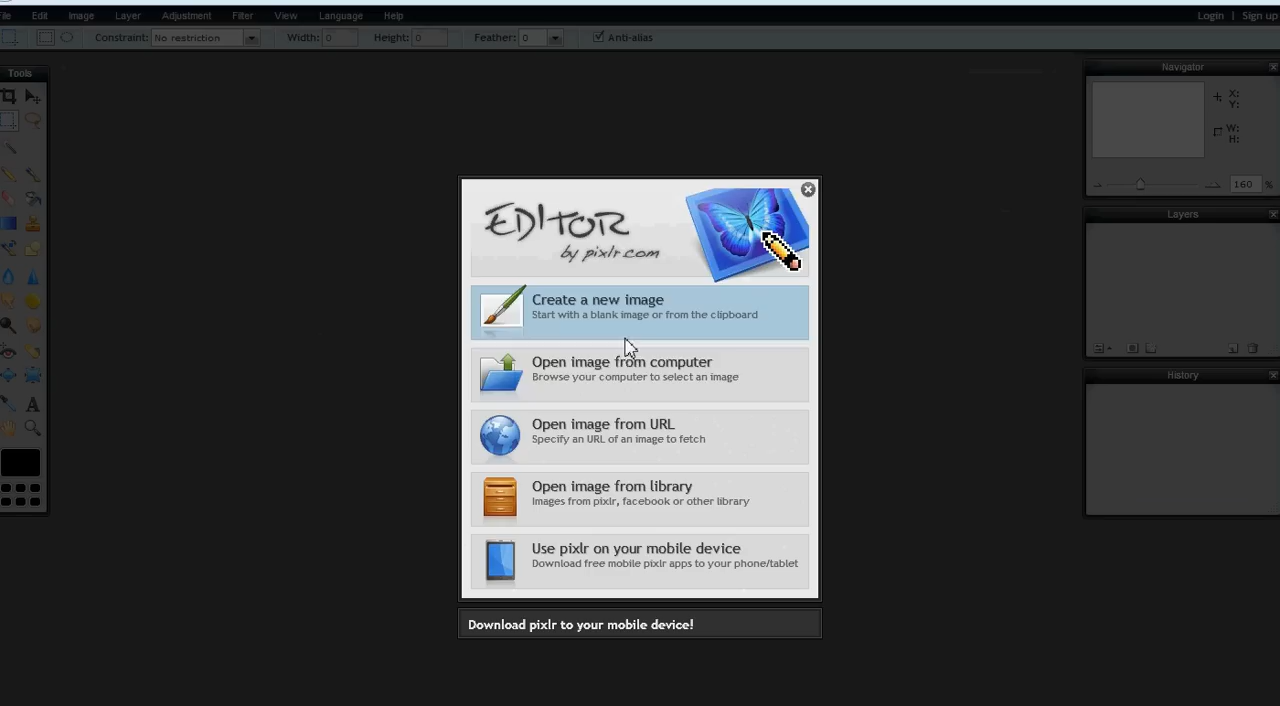 File Edit Image Layer Adjustment Filter View Language Help Login | Sign up
Constraint: No restriction Width: 0 Height: 0 Feather: 0 Anti-alias
Tools
Navigator
X:
Y:
W:
H:
160 %
Layers
History
EDITOR
by pixlr.com
Create a new image
Start with a blank image or from the clipboard
Open image from computer
Browse your computer to select an image
Open image from URL
Specify an URL of an image to fetch
Open image from library
Images from pixlr, facebook or other library
Use pixlr on your mobile device
Download free mobile pixlr apps to your phone/tablet
Download pixlr to your mobile device!